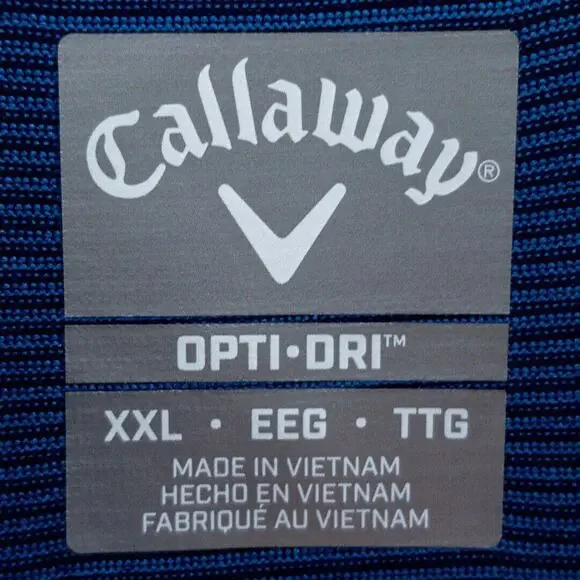 Callaway®
OPTI•DRI™
XXL • EEG • TTG
MADE IN VIETNAM
HECHO EN VIETNAM
FABRIQUÉ AU VIETNAM